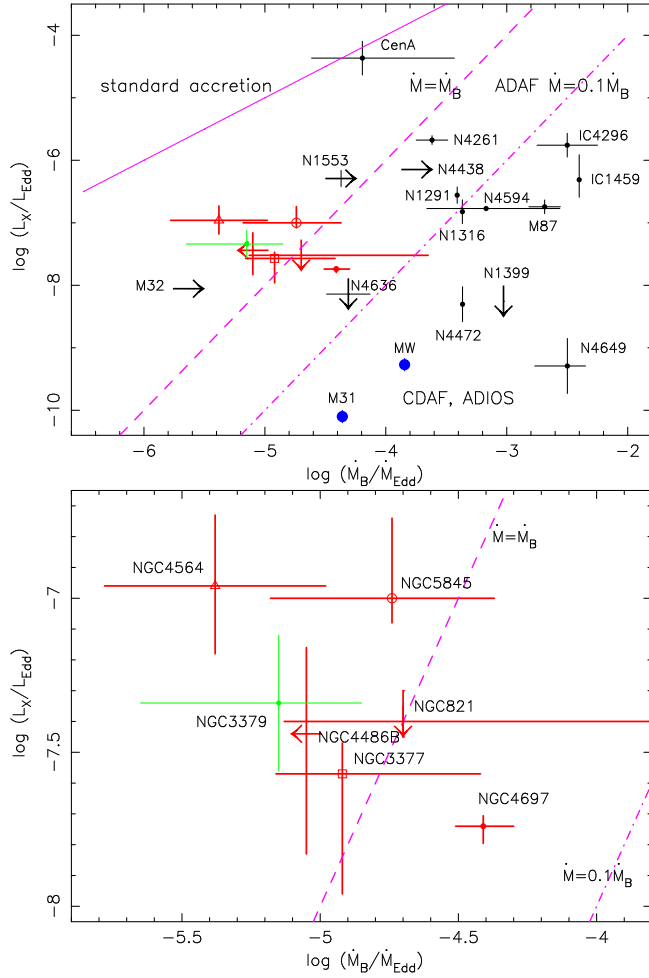 −4
CenA
standard accretion
Ṁ=Ṁ_B
ADAF Ṁ=0.1Ṁ_B
N4261
IC4296
−6
N1553
N4438
IC1459
N1291
N4594
N1316
M87
log (L_X/L_Edd)
−8
M32
N4636
N1399
N4472
MW
N4649
M31
CDAF, ADIOS
−10
−6 −5 −4 −3 −2
log (Ṁ_B/Ṁ_Edd)
Ṁ=Ṁ_B
NGC4564
NGC5845
−7
NGC3379
NGC821
NGC4486B
log (L_X/L_Edd)
−7.5
NGC3377
NGC4697
Ṁ=0.1Ṁ_B
−8
−5.5 −5 −4.5 −4
log (Ṁ_B/Ṁ_Edd)